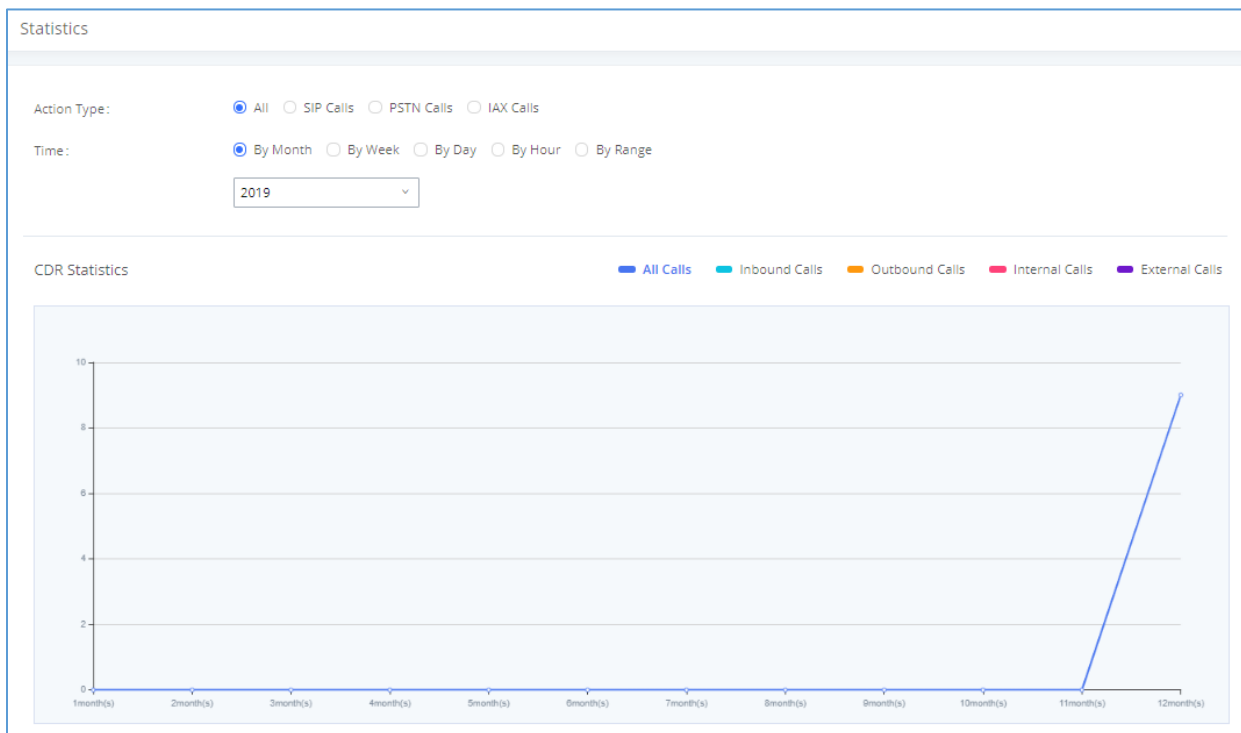 Statistics
Action Type: All SIP Calls PSTN Calls IAX Calls
Time: By Month By Week By Day By Hour By Range
2019
CDR Statistics All Calls Inbound Calls Outbound Calls Internal Calls External Calls
10
8
6
4
2
0
1month(s) 2month(s) 3month(s) 4month(s) 5month(s) 6month(s) 7month(s) 8month(s) 9month(s) 10month(s) 11month(s) 12month(s)